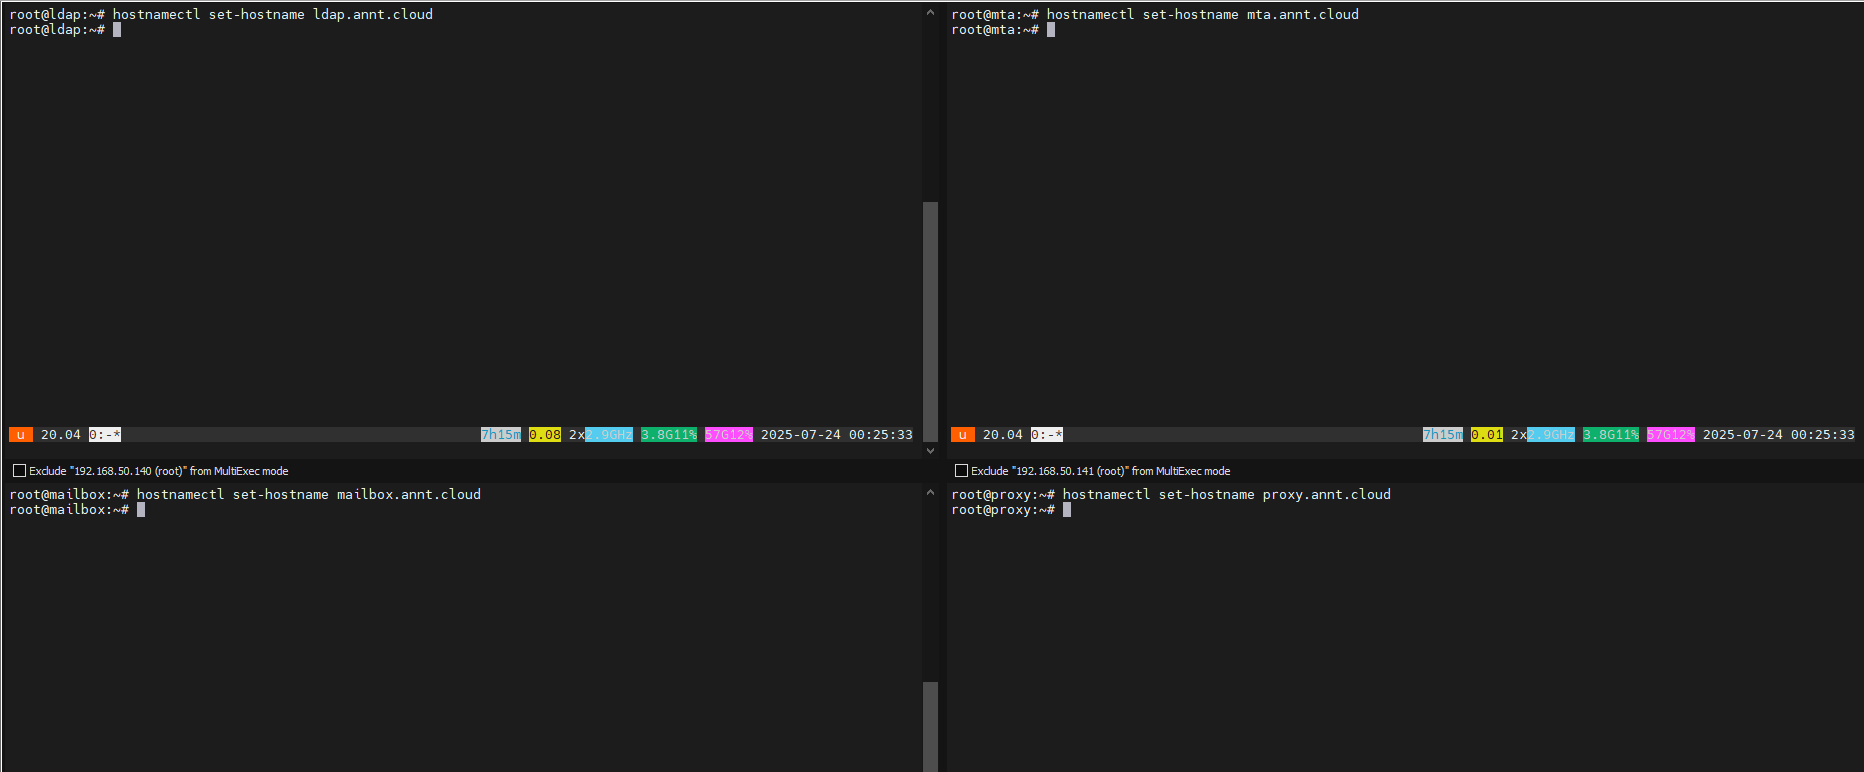 root@ldap:~# hostnamectl set-hostname ldap.annt.cloud
root@ldap:~#
u 20.04 0:-* 7h15m 0.08 2x2.9GHz 3.8G11% 57G12% 2025-07-24 00:25:33
Exclude "192.168.50.140 (root)" from MultiExec mode
root@mta:~# hostnamectl set-hostname mta.annt.cloud
root@mta:~#
u 20.04 0:-* 7h15m 0.01 2x2.9GHz 3.8G11% 57G12% 2025-07-24 00:25:33
Exclude "192.168.50.141 (root)" from MultiExec mode
root@mailbox:~# hostnamectl set-hostname mailbox.annt.cloud
root@mailbox:~#
root@proxy:~# hostnamectl set-hostname proxy.annt.cloud
root@proxy:~#